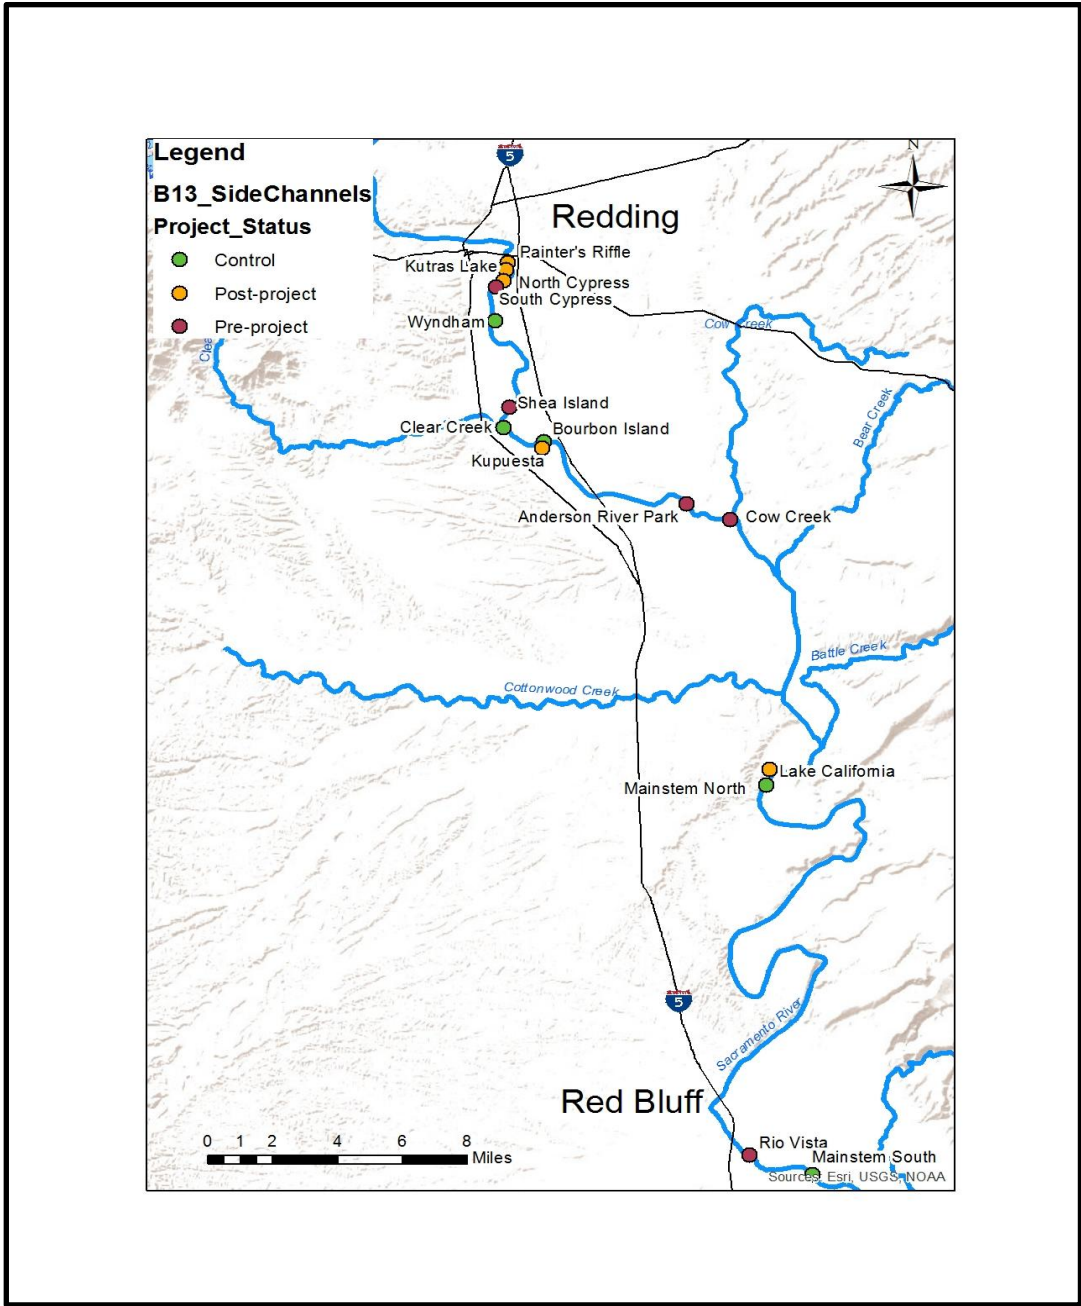 Legend
B13_SideChannels
Project_Status
Control
Post-project
Pre-project
N
5
Redding
Painter's Riffle
Kutras Lake
North Cypress
South Cypress
Wyndham
Cow Creek
Clea
Shea Island
Bear Creek
Clear Creek
Bourbon Island
Kupuesta
Anderson River Park
Cow Creek
Battle Creek
Cottonwood Creek
Lake California
Mainstem North
5
Sacramento River
Red Bluff
Rio Vista
0 1 2 4 6 8
Miles
Mainstem South
Sources: Esri, USGS, NOAA